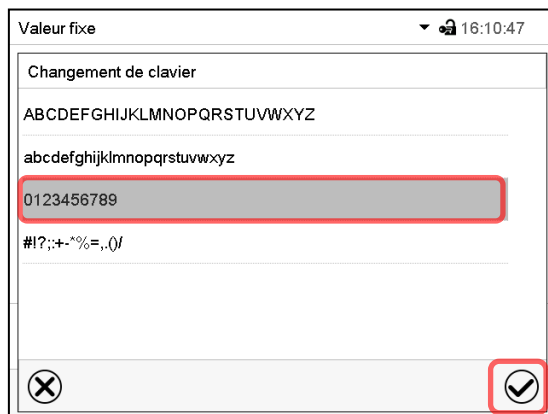 Valeur fixe 16:10:47
Changement de clavier
ABCDEFGHIJKLMNOPQRSTUVWXYZ
abcdefghijklmnopqrstuvwxyz
0123456789
#!?;:+-*%=,.()/